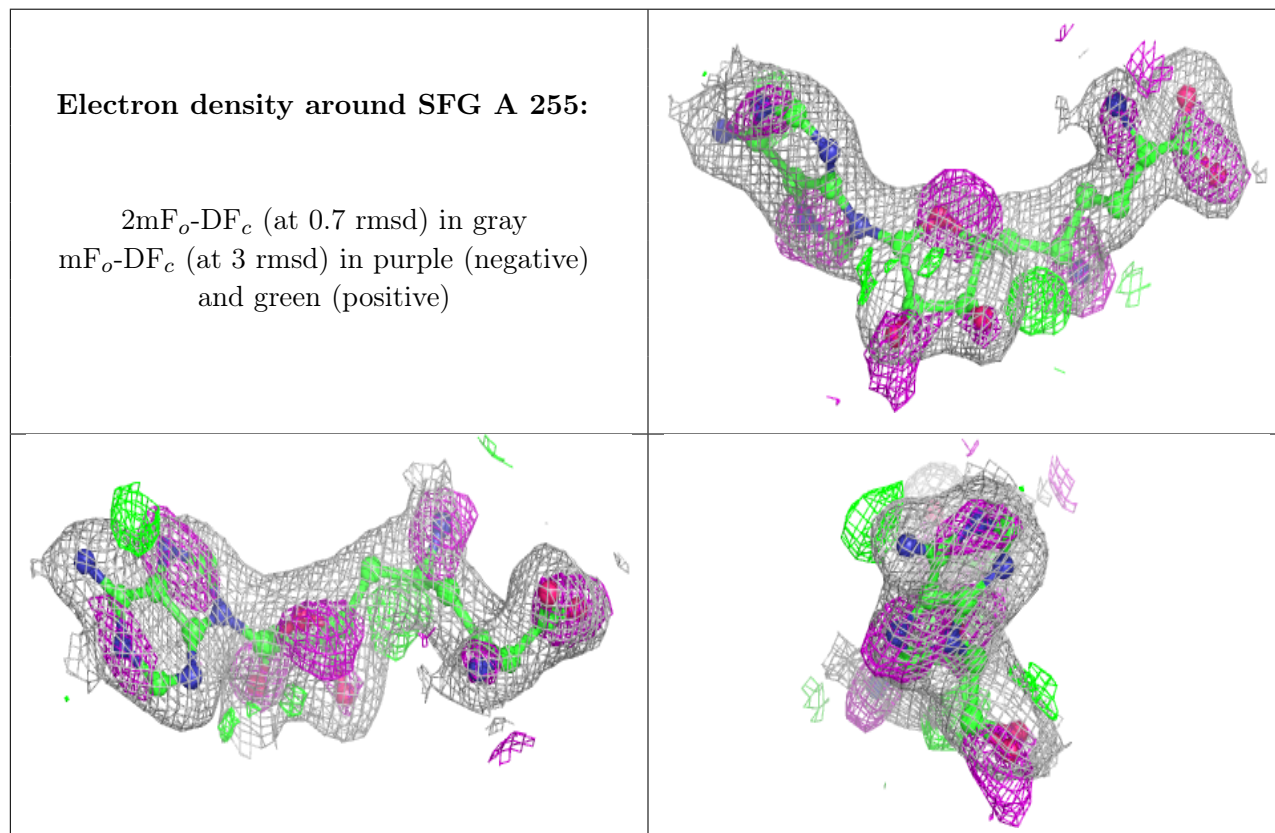 Electron density around SFG A 255:
2mFo-DFc (at 0.7 rmsd) in gray
mFo-DFc (at 3 rmsd) in purple (negative)
and green (positive)